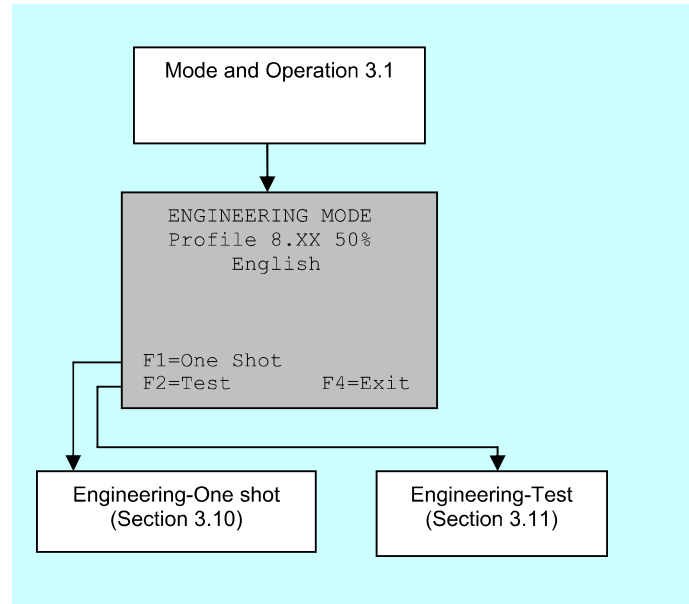 Mode and Operation 3.1
ENGINEERING MODE
Profile 8.XX 50%
English
F1=One Shot
F2=Test F4=Exit
Engineering-One shot
(Section 3.10)
Engineering-Test
(Section 3.11)